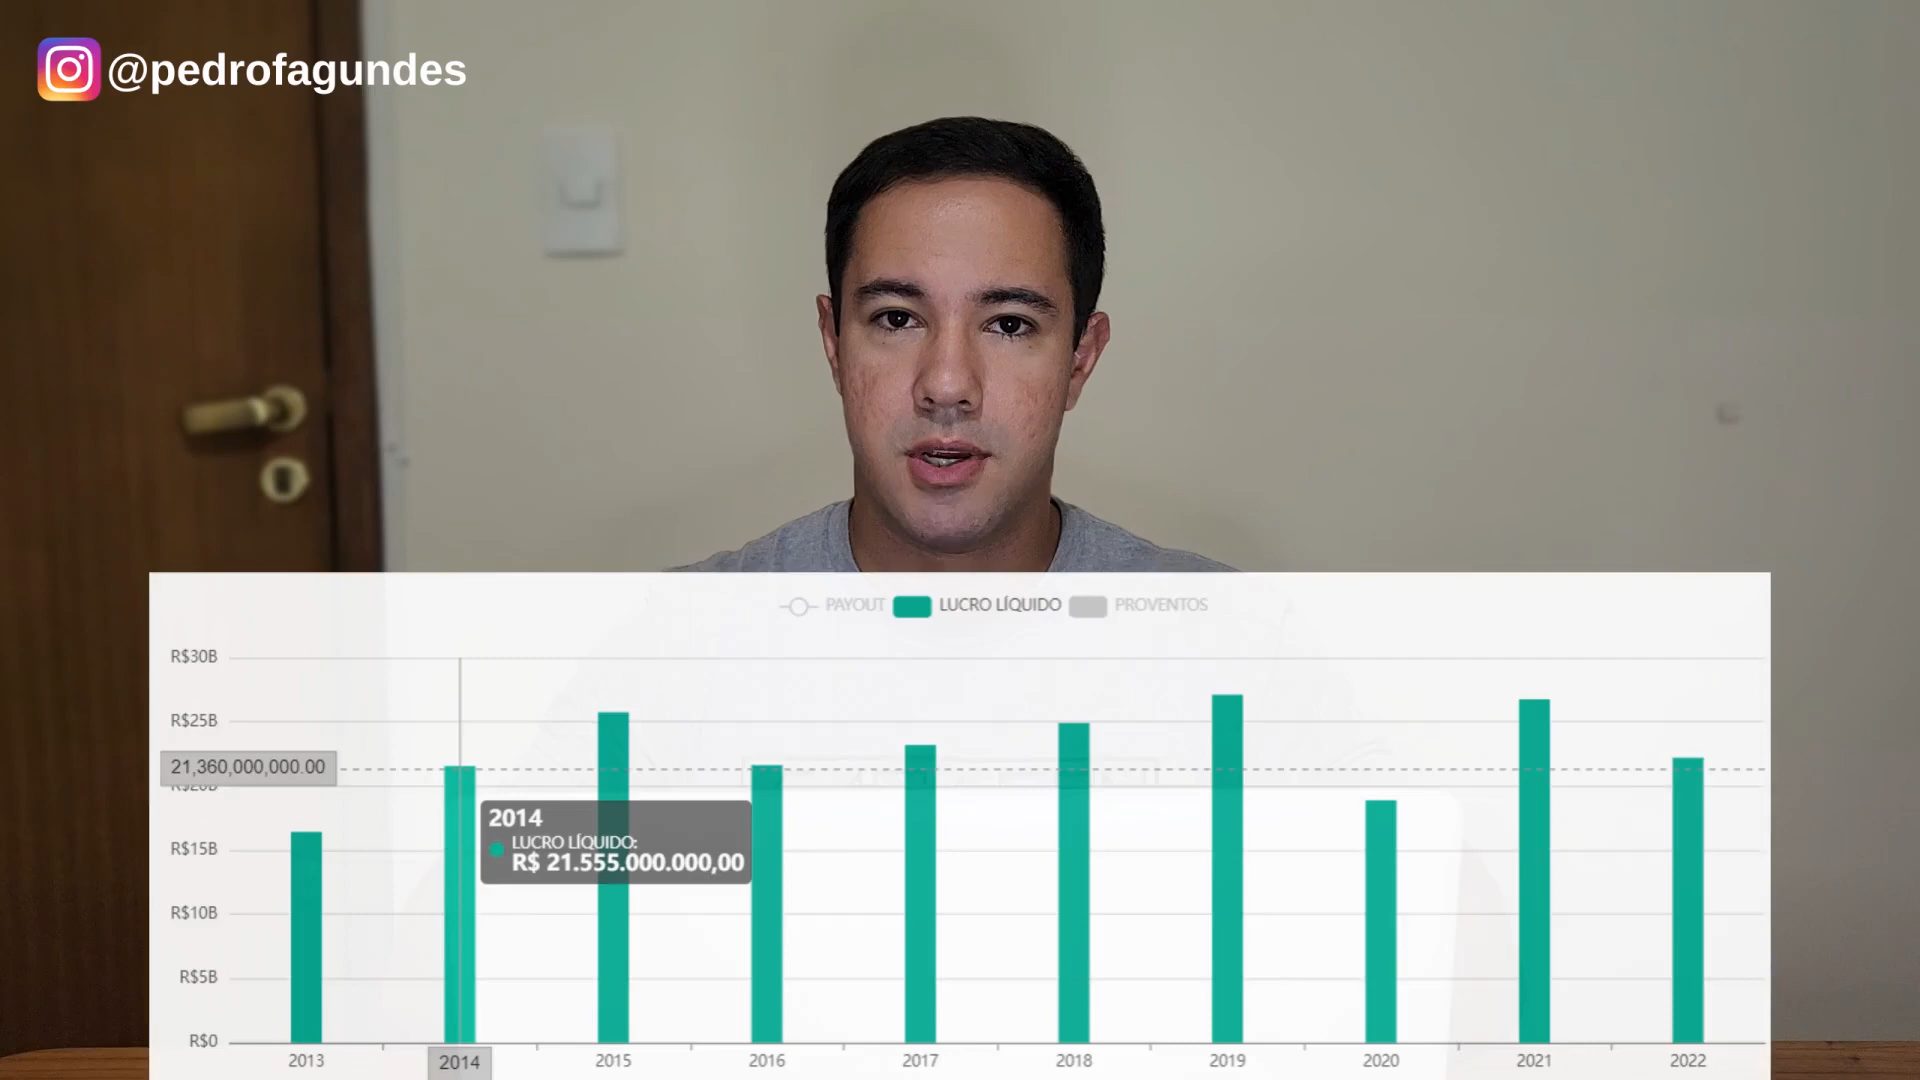 @pedrofagundes
PAYOUT LUCRO LÍQUIDO PROVENTOS
R$30B
R$25B
21,360,000,000.00
R$20B
R$15B
R$10B
R$5B
R$0
2014
LUCRO LÍQUIDO:
R$ 21.555.000.000,00
2013 2014 2015 2016 2017 2018 2019 2020 2021 2022